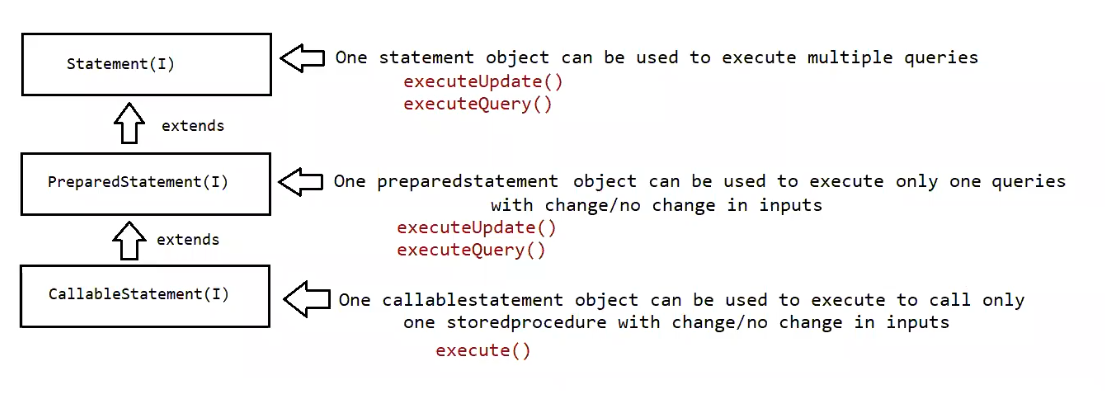 Statement(I)
One statement object can be used to execute multiple queries
executeUpdate()
executeQuery()
extends
PreparedStatement(I)
One preparedstatement object can be used to execute only one queries
with change/no change in inputs
executeUpdate()
executeQuery()
extends
CallableStatement(I)
One callablestatement object can be used to execute to call only
one storedprocedure with change/no change in inputs
execute()